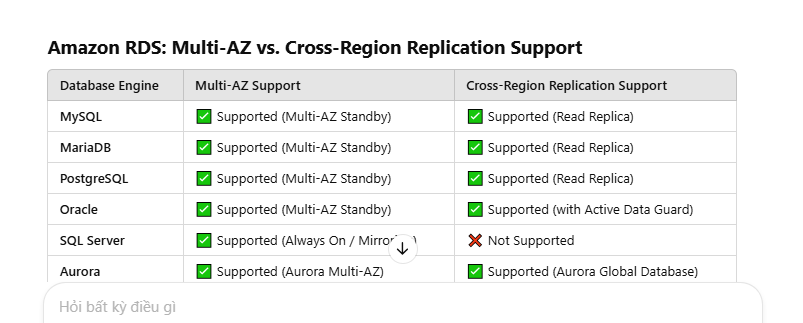 Amazon RDS: Multi-AZ vs. Cross-Region Replication Support
Database Engine Multi-AZ Support Cross-Region Replication Support
MySQL ✅ Supported (Multi-AZ Standby) ✅ Supported (Read Replica)
MariaDB ✅ Supported (Multi-AZ Standby) ✅ Supported (Read Replica)
PostgreSQL ✅ Supported (Multi-AZ Standby) ✅ Supported (Read Replica)
Oracle ✅ Supported (Multi-AZ Standby) ✅ Supported (with Active Data Guard)
SQL Server ✅ Supported (Always On / ❌ Not Supported
Aurora ✅ Supported (Aurora Multi-AZ) ✅ Supported (Aurora Global Database)
Hỏi bất kỳ điều gì